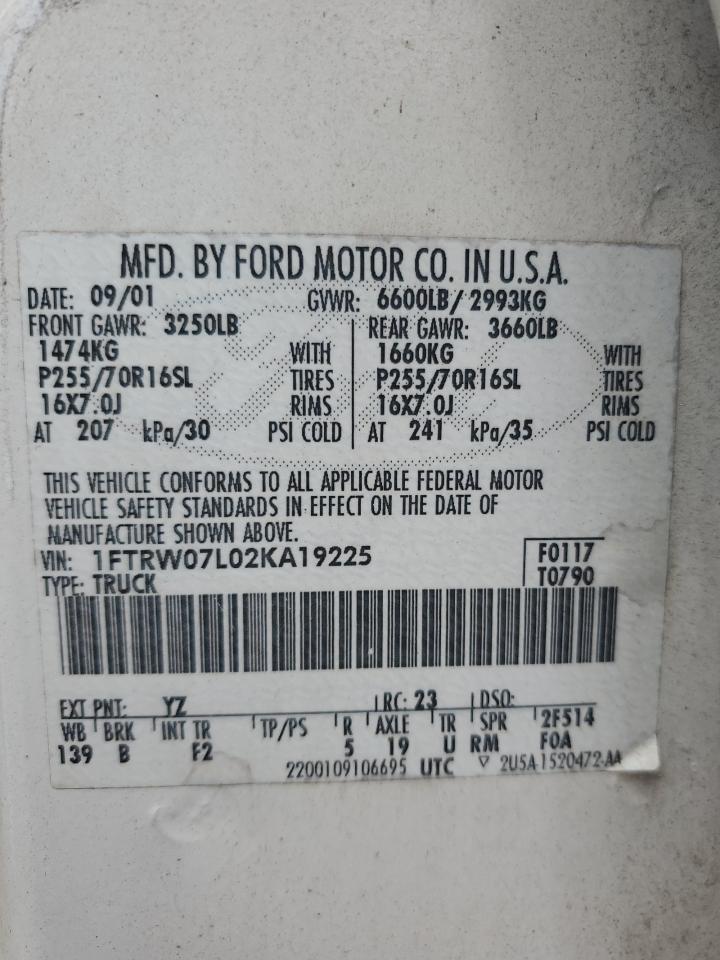 MFD. BY FORD MOTOR CO. IN U.S.A.
DATE: 09/01 GVWR: 6600LB/ 2993KG
FRONT GAWR: 3250LB REAR GAWR: 3660LB
1474KG WITH 1660KG WITH
P255/70R16SL TIRES P255/70R16SL TIRES
16X7.0J RIMS 16X7.0J RIMS
AT 207 kPa/30 PSI COLD AT 241 kPa/35 PSI COLD
THIS VEHICLE CONFORMS TO ALL APPLICABLE FEDERAL MOTOR
VEHICLE SAFETY STANDARDS IN EFFECT ON THE DATE OF
MANUFACTURE SHOWN ABOVE.
VIN: 1FTRW07L02KA19225 F0117
TYPE: TRUCK T0790
EXT PNT: YZ RC: 23 DSO:
WB BRK INT TR TP/PS R AXLE TR SPR 2F514
139 B F2 5 19 U RM F0A
2200109106695 UTC ▽ 2U5A-1520472-AA